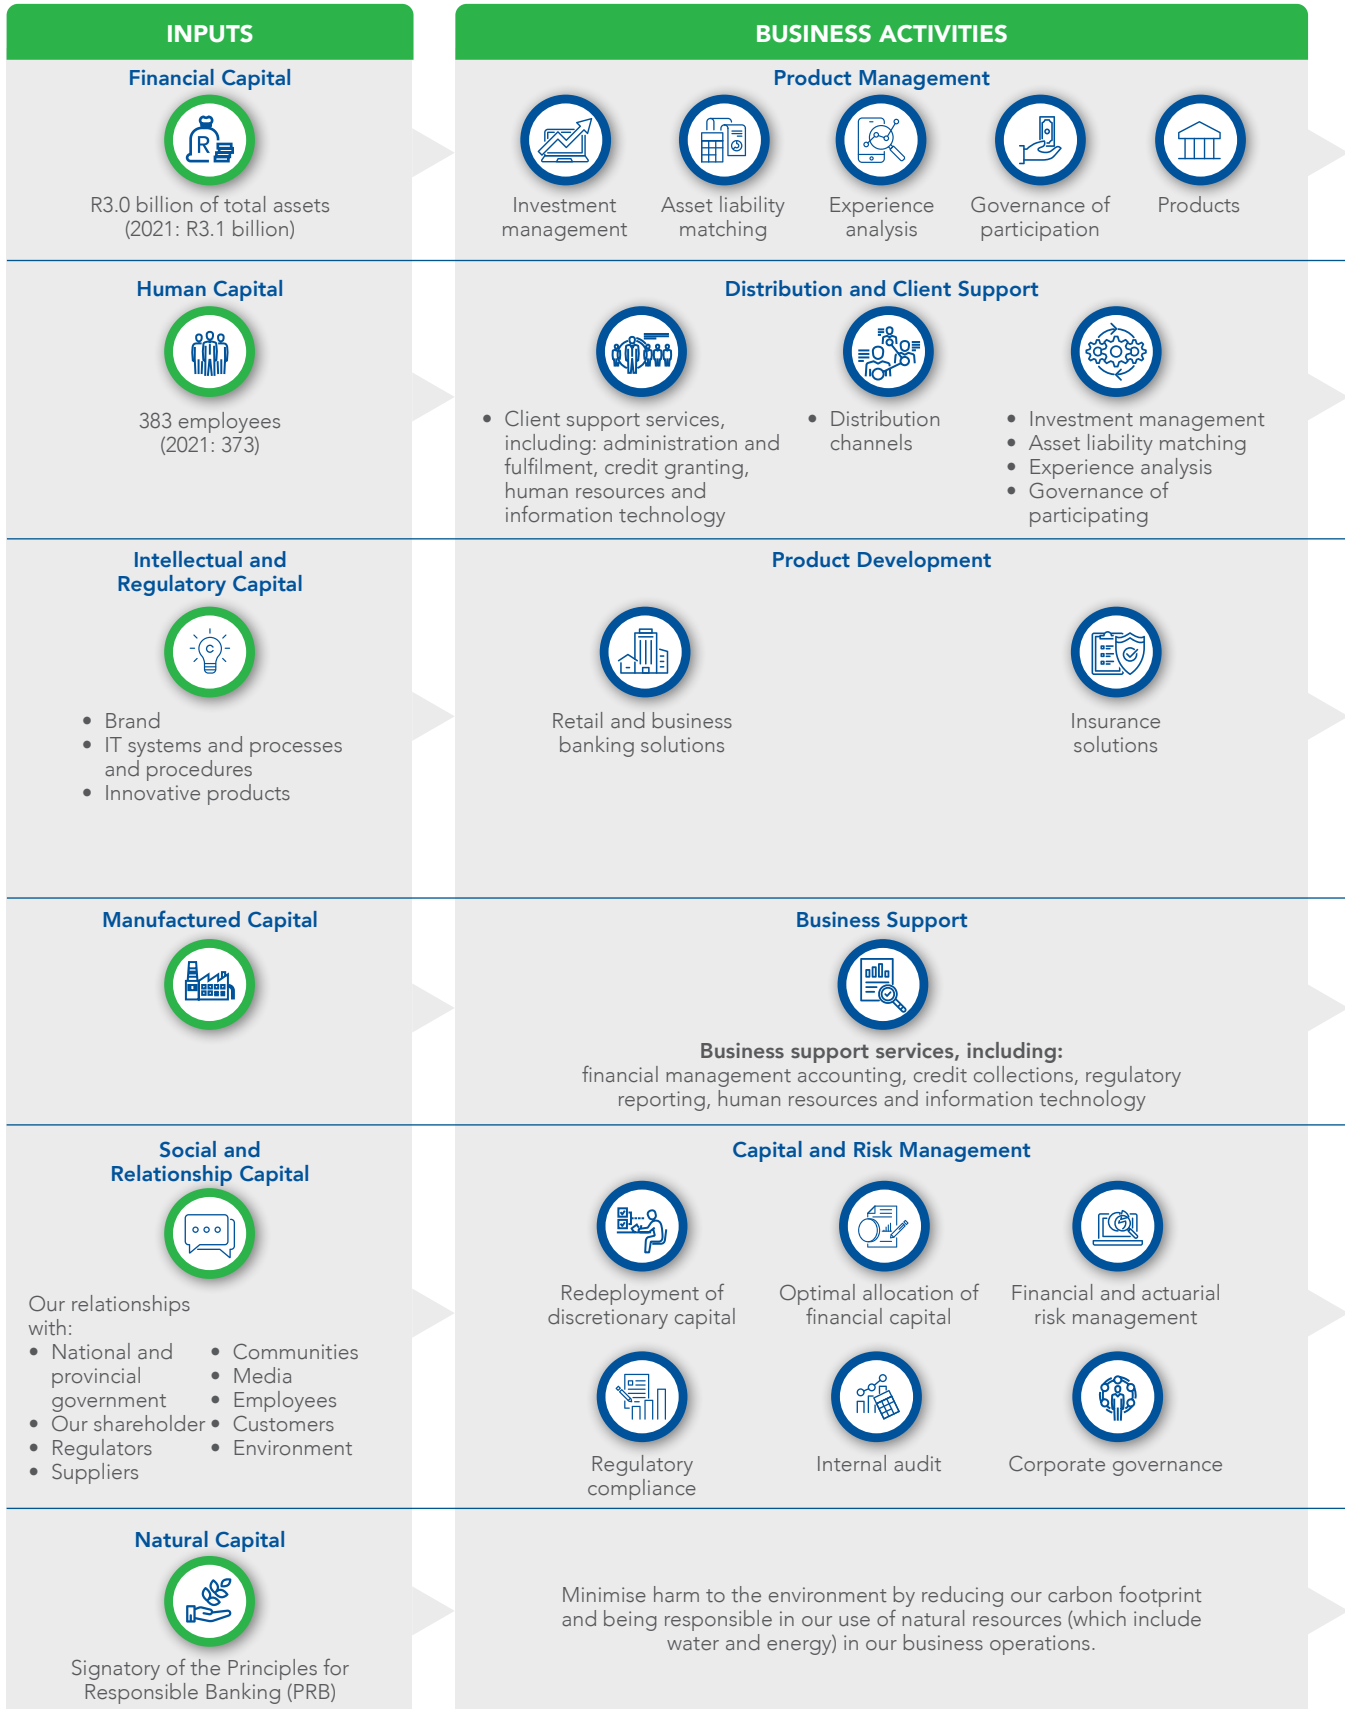 INPUTS
BUSINESS ACTIVITIES
Financial Capital
R
R3.0 billion of total assets
(2021: R3.1 billion)
Product Management
Investment
management
Asset liability
matching
Experience
analysis
Governance of
participation
Products
Human Capital
383 employees
(2021: 373)
Distribution and Client Support
• Client support services,
including: administration and
fulfilment, credit granting,
human resources and
information technology
• Distribution
channels
• Investment management
• Asset liability matching
• Experience analysis
• Governance of
participating
Intellectual and
Regulatory Capital
C
• Brand
• IT systems and processes
and procedures
• Innovative products
Product Development
Retail and business
banking solutions
Insurance
solutions
Manufactured Capital
Business Support
Business support services, including:
financial management accounting, credit collections, regulatory
reporting, human resources and information technology
Social and
Relationship Capital
Our relationships
with:
• National and
provincial
government
• Our shareholder
• Regulators
• Suppliers
• Communities
• Media
• Employees
• Customers
• Environment
Capital and Risk Management
Redeployment of
discretionary capital
Optimal allocation of
financial capital
Financial and actuarial
risk management
Regulatory
compliance
Internal audit
Corporate governance
Natural Capital
Signatory of the Principles for
Responsible Banking (PRB)
Minimise harm to the environment by reducing our carbon footprint
and being responsible in our use of natural resources (which include
water and energy) in our business operations.